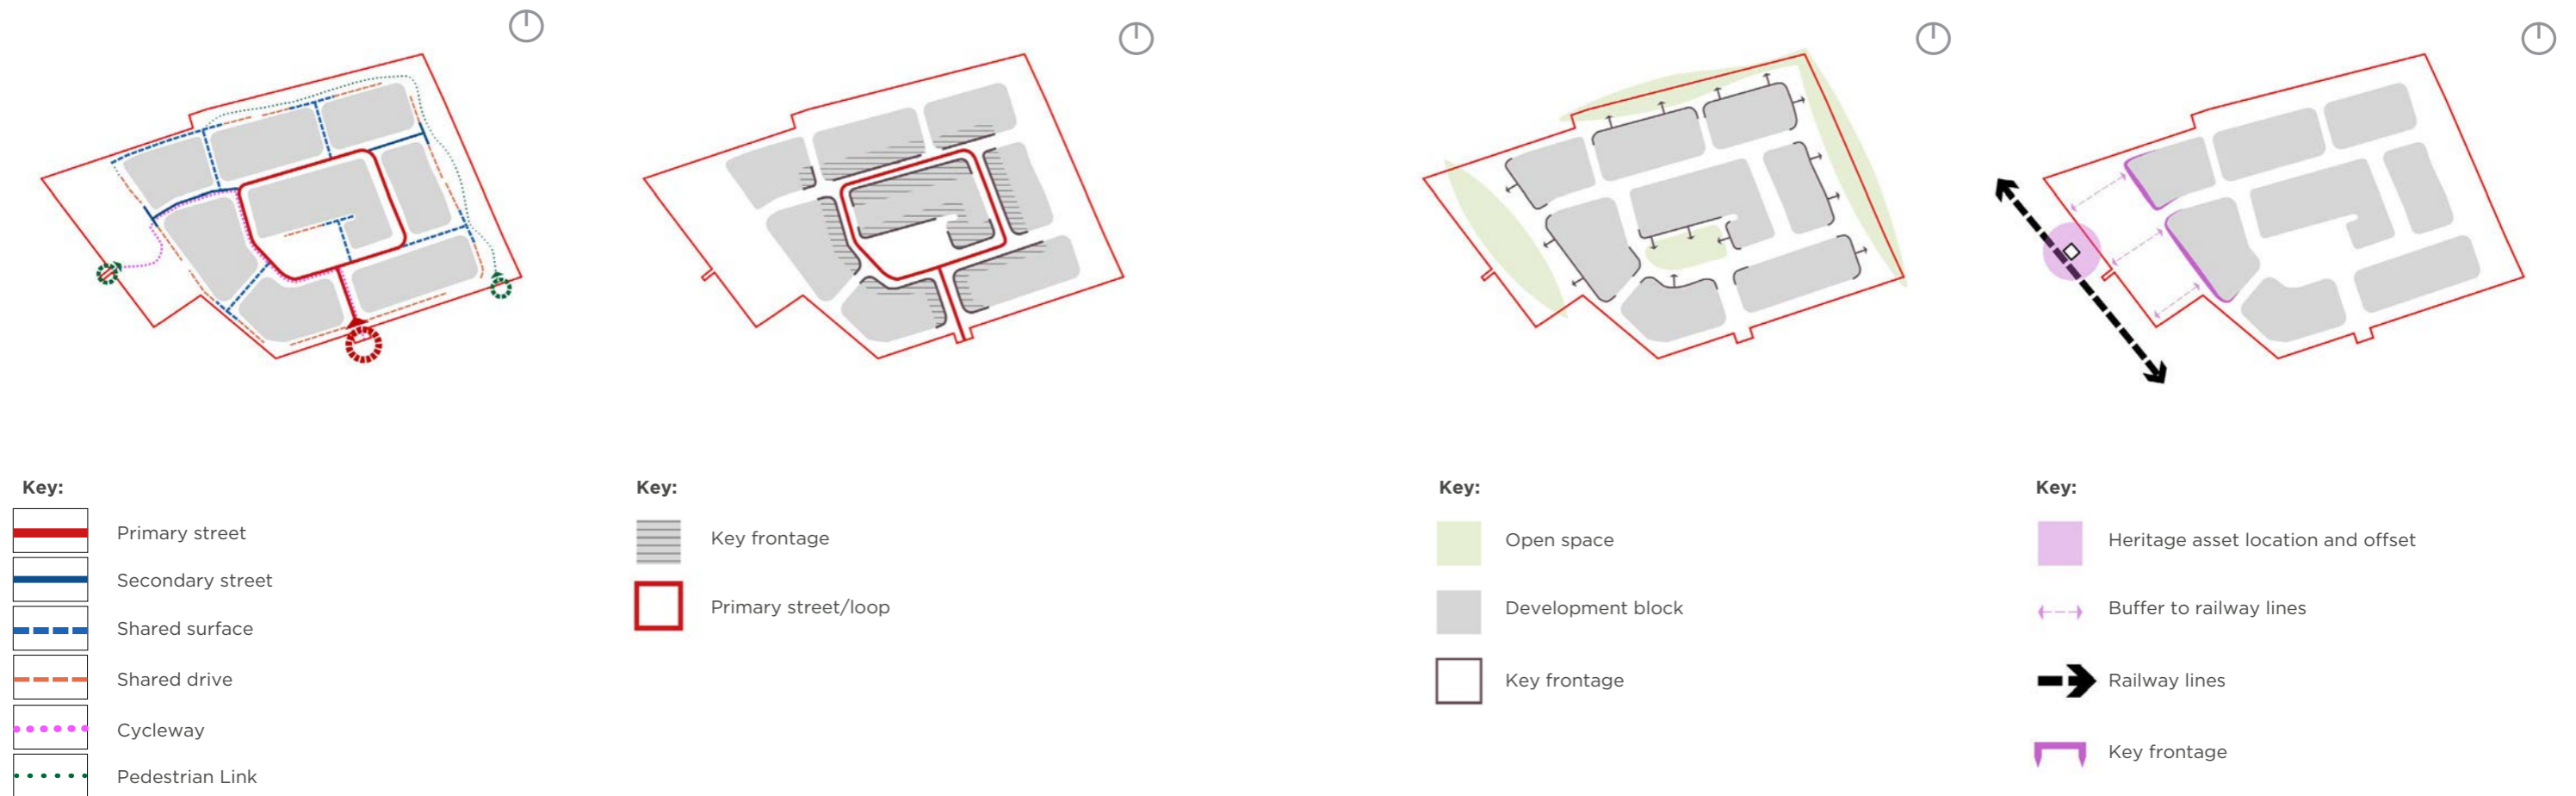 Key:
Primary street
Secondary street
Shared surface
Shared drive
Cycleway
Pedestrian Link
Key:
Key frontage
Primary street/loop
Key:
Open space
Development block
Key frontage
Key:
Heritage asset location and offset
Buffer to railway lines
Railway lines
Key frontage